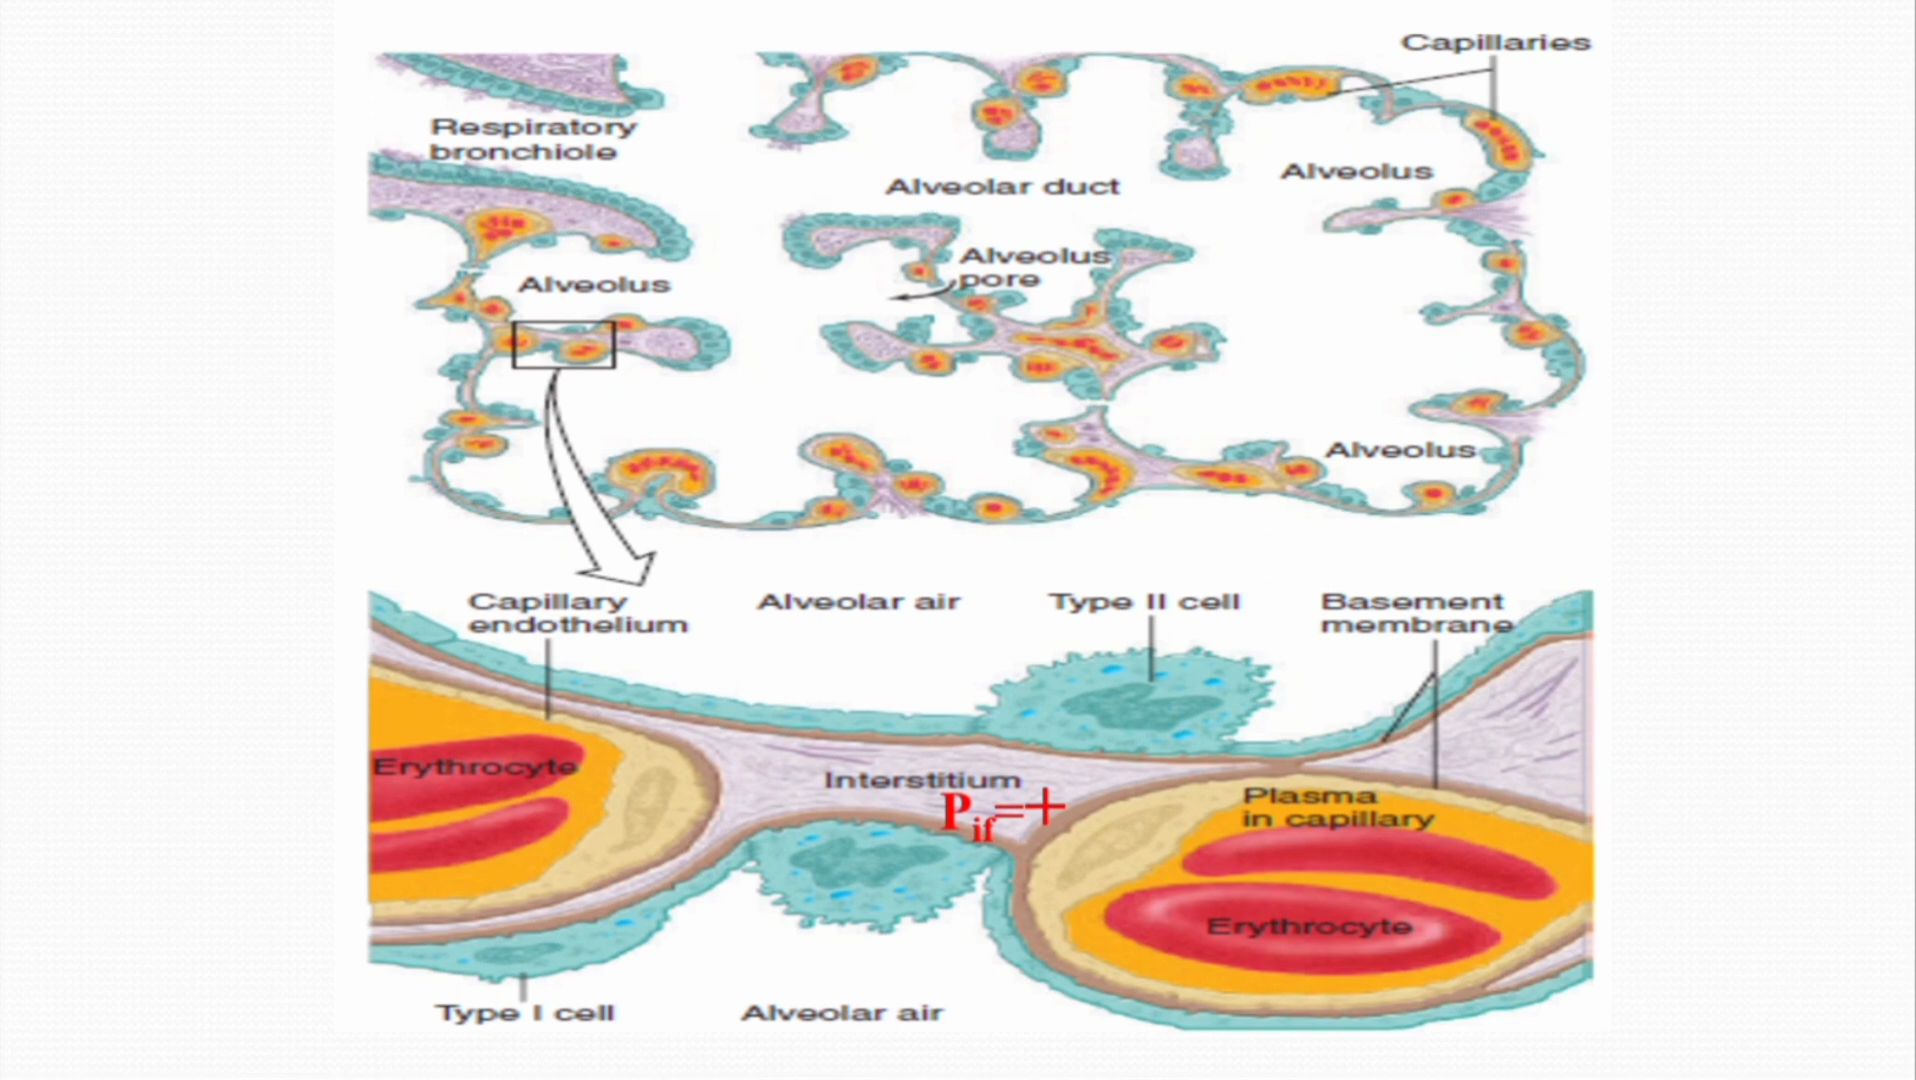 Capillaries
Respiratory
bronchiole
Alveolar duct
Alveolus
Alveolus
pore
Alveolus
Alveolus
Capillary
endothelium
Alveolar air
Type II cell
Basement
membrane
Erythrocyte
Interstitium
Pif=+
Plasma
in capillary
Erythrocyte
Type I cell
Alveolar air